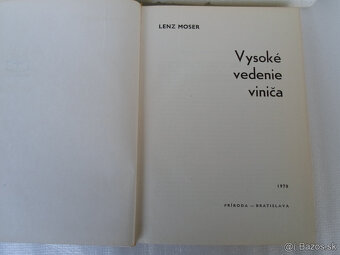 LENZ MOSER
Vysoké
vedenie
viniča
1970
PRÍRODA — BRATISLAVA
© bazos.sk